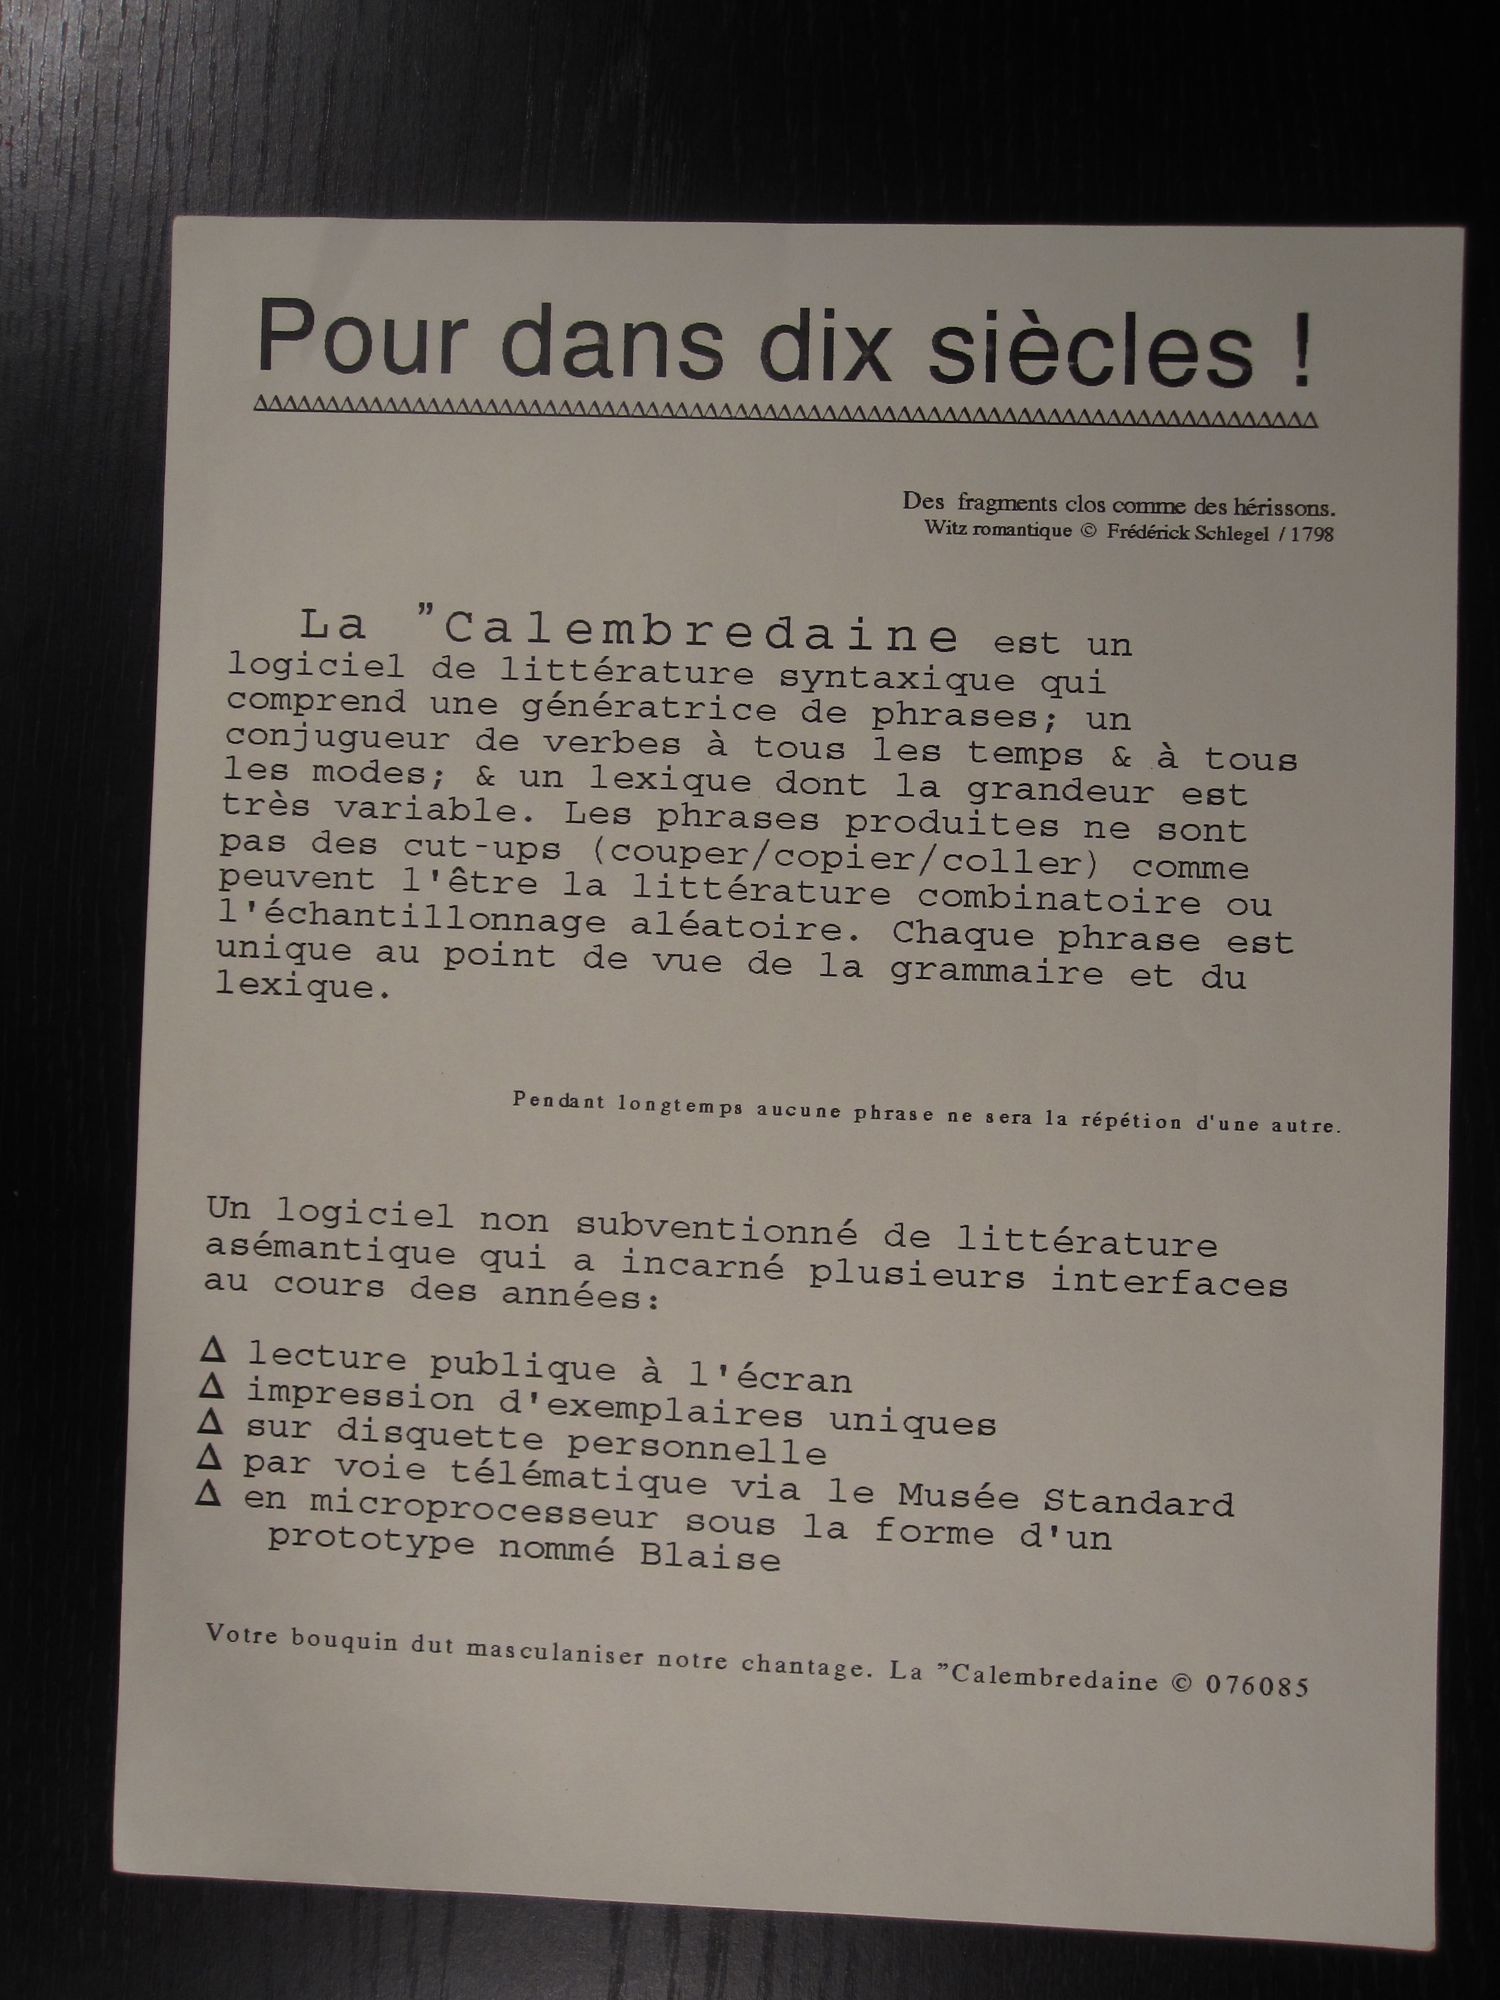 Pour dans dix siècles !
∆∆∆∆∆∆∆∆∆∆∆∆∆∆∆∆∆∆∆∆∆∆∆∆∆∆∆∆∆∆∆∆∆∆∆∆∆∆∆∆∆∆∆∆∆∆∆∆∆∆∆∆∆∆∆∆∆∆∆∆∆∆∆∆∆∆∆∆∆∆∆∆
Des fragments clos comme des hérissons.
Witz romantique © Frédérick Schlegel / 1798
La ”Calembredaine est un
logiciel de littérature syntaxique qui
comprend une génératrice de phrases; un
conjugueur de verbes à tous les temps & à tous
les modes; & un lexique dont la grandeur est
très variable. Les phrases produites ne sont
pas des cut-ups (couper/copier/coller) comme
peuvent l'être la littérature combinatoire ou
l'échantillonnage aléatoire. Chaque phrase est
unique au point de vue de la grammaire et du
lexique.
Pendant longtemps aucune phrase ne sera la répétion d'une autre.
Un logiciel non subventionné de littérature
asémantique qui a incarné plusieurs interfaces
au cours des années:
∆ lecture publique à l'écran
∆ impression d'exemplaires uniques
∆ sur disquette personnelle
∆ par voie télématique via le Musée Standard
∆ en microprocesseur sous la forme d'un
prototype nommé Blaise
Votre bouquin dut masculaniser notre chantage. La ”Calembredaine © 076085